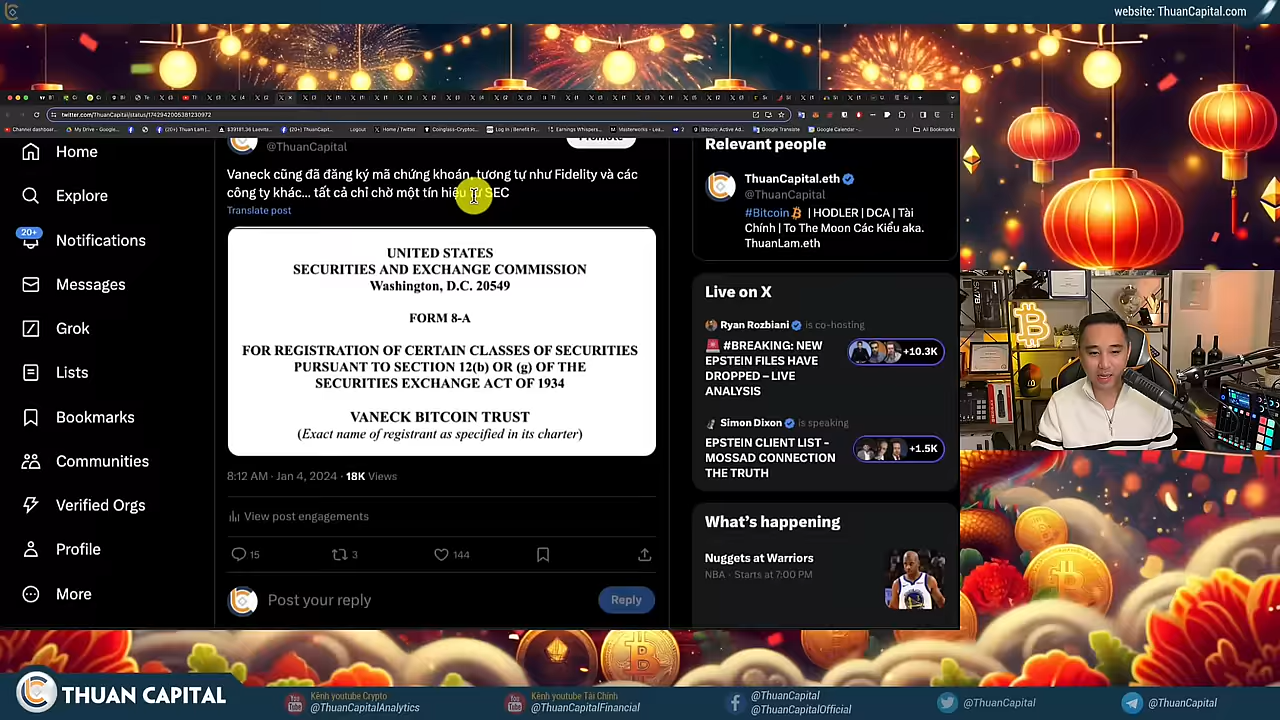 website: ThuanCapital.com
twitter.com/ThuanCapital/status/1742942005381230972
All Bookmarks
Home
Explore
20+
Notifications
Messages
Grok
Lists
Bookmarks
Communities
Verified Orgs
Profile
More
@ThuanCapital
Promote
Vaneck cũng đã đăng ký mã chứng khoán, tương tự như Fidelity và các
công ty khác... tất cả chỉ chờ một tín hiệu từ SEC
Translate post
UNITED STATES
SECURITIES AND EXCHANGE COMMISSION
Washington, D.C. 20549
FORM 8-A
FOR REGISTRATION OF CERTAIN CLASSES OF SECURITIES
PURSUANT TO SECTION 12(b) OR (g) OF THE
SECURITIES EXCHANGE ACT OF 1934
VANECK BITCOIN TRUST
(Exact name of registrant as specified in its charter)
8:12 AM · Jan 4, 2024 · 18K Views
View post engagements
15
3
144
Post your reply
Reply
Relevant people
ThuanCapital.eth
@ThuanCapital
#Bitcoin | HODLER | DCA | Tài
Chính | To The Moon Các Kiểu aka.
ThuanLam.eth
Live on X
Ryan Rozbiani is co-hosting
#BREAKING: NEW
EPSTEIN FILES HAVE
DROPPED – LIVE
ANALYSIS
+10.3K
Simon Dixon is speaking
EPSTEIN CLIENT LIST -
MOSSAD CONNECTION
THE TRUTH
+1.5K
What's happening
Nuggets at Warriors
NBA · Starts at 7:00 PM
THUAN CAPITAL
Kênh youtube Crypto
@ThuanCapitalAnalytics
Kênh youtube Tài Chính
@ThuanCapitalFinancial
@ThuanCapital
@ThuanCapitalOfficial
@ThuanCapital
@ThuanCapital